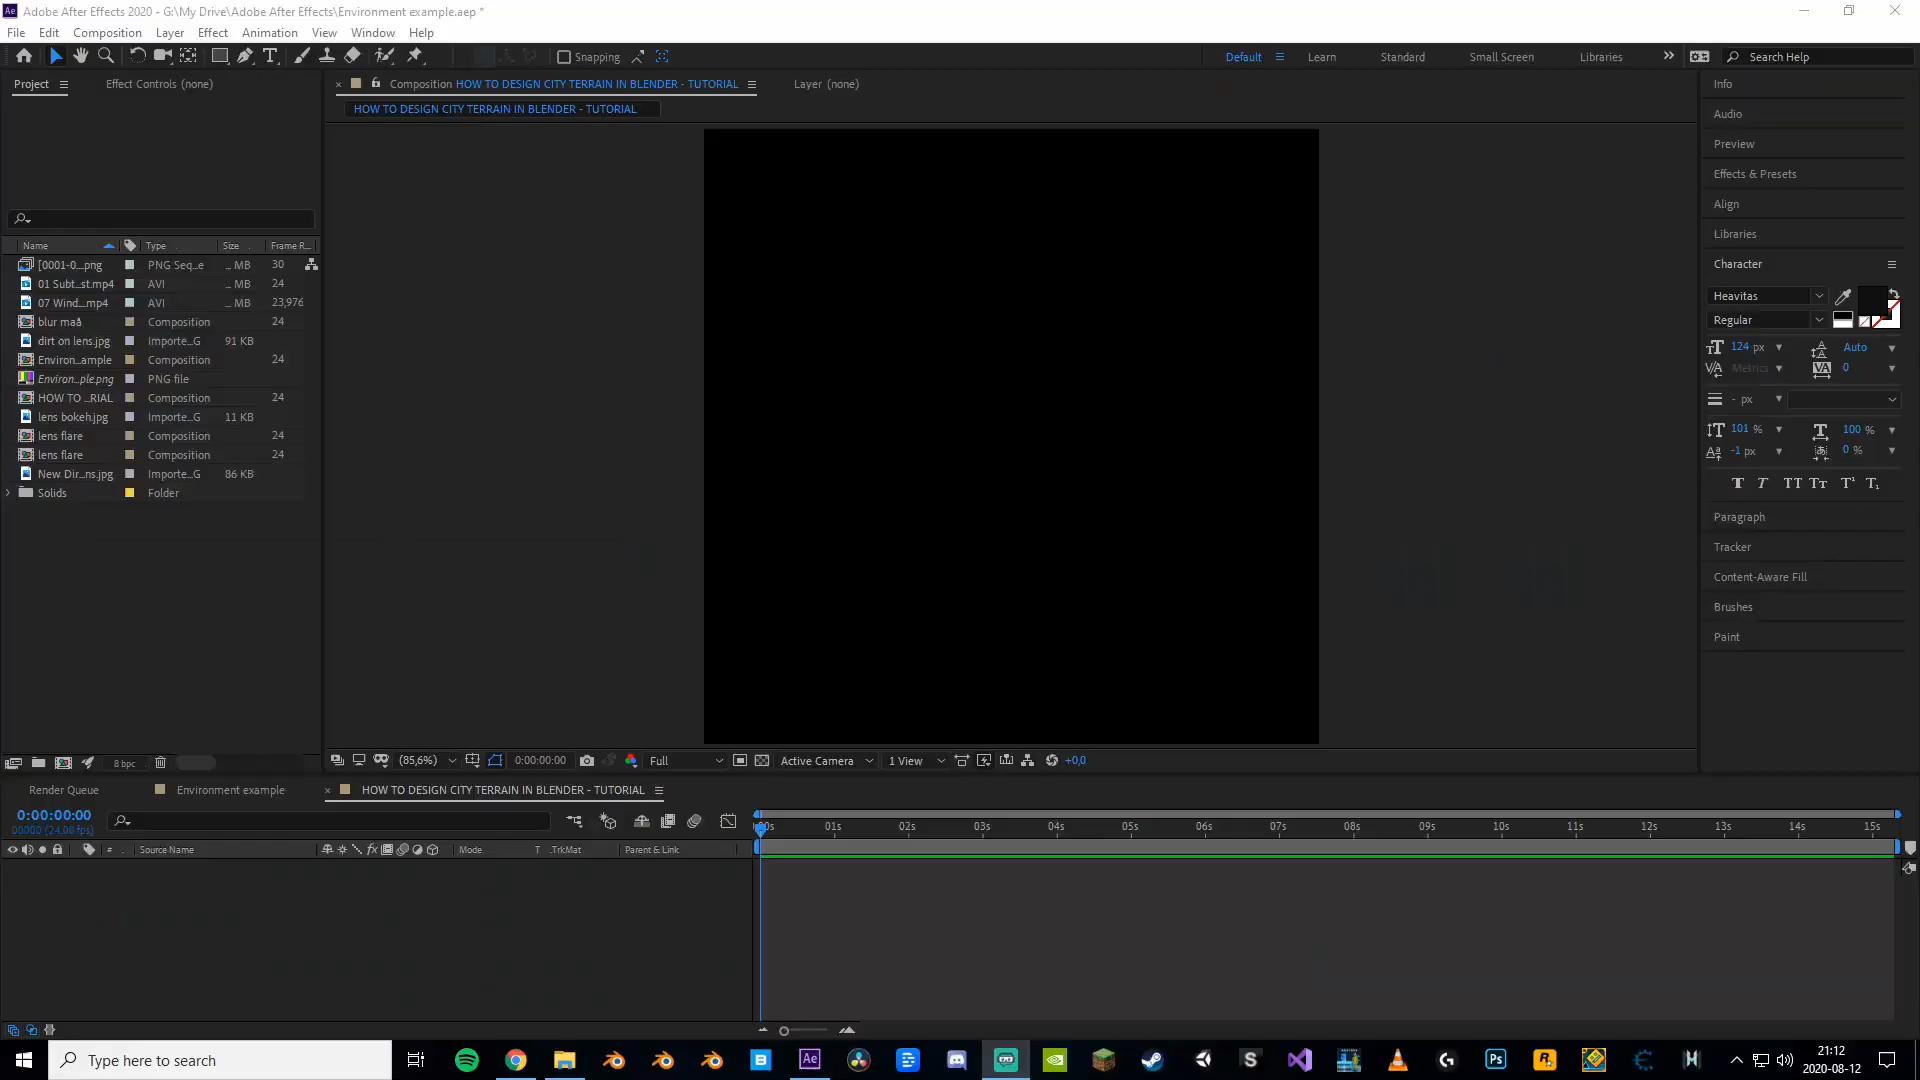 Adobe After Effects 2020 - G:\My Drive\Adobe After Effects\Environment example.aep *
File Edit Composition Layer Effect Animation View Window Help
Snapping Default Learn Standard Small Screen Libraries Search Help
Project Effect Controls (none) Composition HOW TO DESIGN CITY TERRAIN IN BLENDER - TUTORIAL Layer (none) Info
HOW TO DESIGN CITY TERRAIN IN BLENDER - TUTORIAL
Audio
Preview
Effects & Presets
Align
Libraries
Character
Heavitas
Regular
124 px Auto
Metrics 0
- px
101 % 100 %
-1 px 0 %
T T TT Tr T¹ T₁
Paragraph
Tracker
Content-Aware Fill
Brushes
Paint
Name Type Size Frame R...
[0001-0...png PNG Seq...e ... MB 30
01 Subt...st.mp4 AVI ... MB 24
07 Wind...mp4 AVI ... MB 23,976
blur maå Composition 24
dirt on lens.jpg Importe...G 91 KB
Environ...ample Composition 24
Environ...ple.png PNG file
HOW TO ...RIAL Composition 24
lens bokeh.jpg Importe...G 11 KB
lens flare Composition 24
lens flare Composition 24
New Dir...ns.jpg Importe...G 86 KB
Solids Folder
8 bpc (85,6%) 0:00:00:00 Full Active Camera 1 View +0,0
Render Queue Environment example HOW TO DESIGN CITY TERRAIN IN BLENDER - TUTORIAL
0:00:00:00
00000 (24.00 fps)
00s 01s 02s 03s 04s 05s 06s 07s 08s 09s 10s 11s 12s 13s 14s 15s
# Source Name Mode T .TrkMat Parent & Link
Type here to search
21:12
2020-08-12